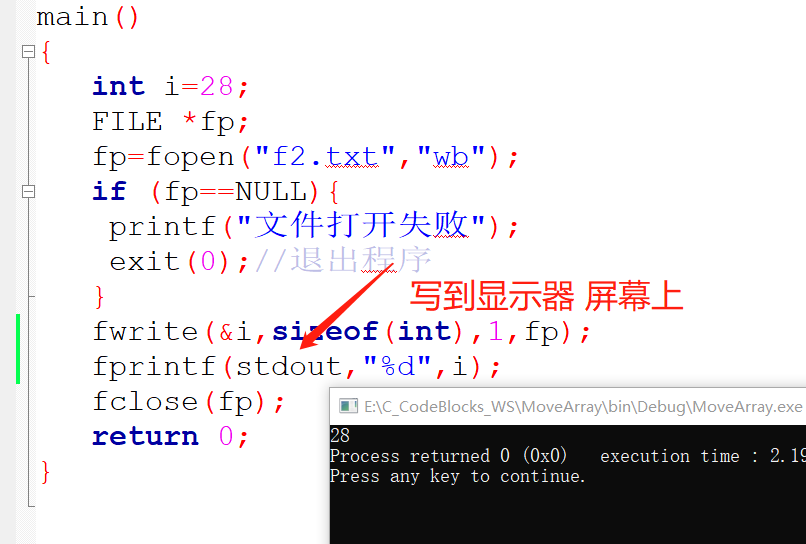 main()
{
int i=28;
FILE *fp;
fp=fopen("f2.txt","wb");
if (fp==NULL){
printf("文件打开失败");
exit(0);//退出程序
}
写到显示器 屏幕上
fwrite(&i,sizeof(int),1,fp);
fprintf(stdout,"%d",i);
fclose(fp);
return 0;
}
E:\C_CodeBlocks_WS\MoveArray\bin\Debug\MoveArray.exe
28
Process returned 0 (0x0)   execution time : 2.19
Press any key to continue.